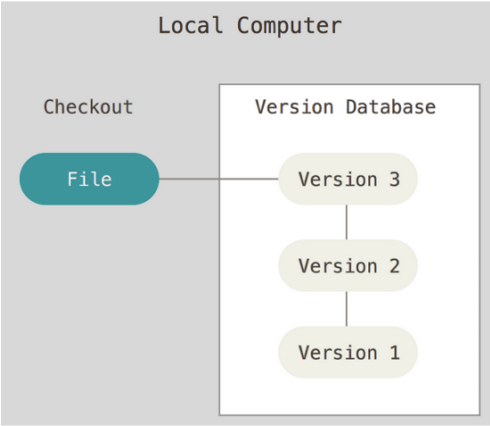 Local Computer
Checkout
Version Database
File
Version 3
Version 2
Version 1